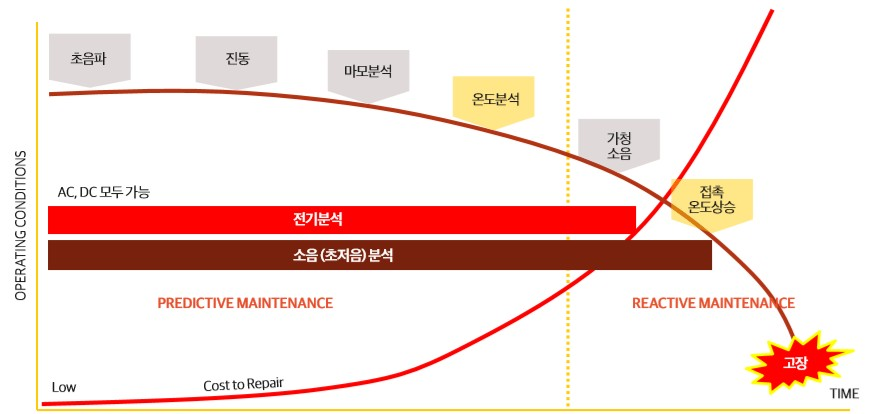 초음파
진동
마모분석
온도분석
가청
소음
접촉
온도상승
AC, DC 모두 가능
전기분석
소음 (초저음) 분석
OPERATING CONDITIONS
PREDICTIVE MAINTENANCE
REACTIVE MAINTENANCE
고장
Low
Cost to Repair
TIME